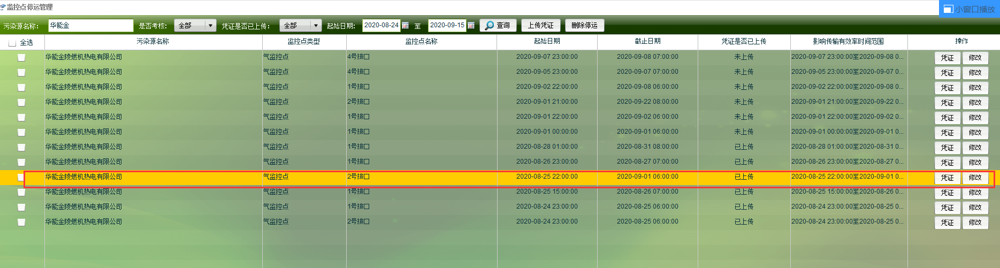 监控点停运管理
小窗口播放
污染源名称： 华能金 是否考核： 全部 凭证是否已上传： 全部 起始日期： 2020-08-24 至 2020-09-15 查询 上传凭证 删除停运
全选 污染源名称 监控点类型 监控点名称 起始日期 截止日期 凭证是否已上传 影响传输有效率时间范围 操作
华能金陵燃机热电有限公司 气监控点 4号排口 2020-09-07 23:00:00 2020-09-08 07:00:00 未上传 2020-09-07 23:00:00至2020-09-08 0... 凭证 修改
华能金陵燃机热电有限公司 气监控点 4号排口 2020-09-05 23:00:00 2020-09-07 07:00:00 未上传 2020-09-05 23:00:00至2020-09-07 0... 凭证 修改
华能金陵燃机热电有限公司 气监控点 1号排口 2020-09-02 22:00:00 2020-09-08 06:00:00 未上传 2020-09-02 22:00:00至2020-09-08 0... 凭证 修改
华能金陵燃机热电有限公司 气监控点 2号排口 2020-09-01 21:00:00 2020-09-22 08:00:00 未上传 2020-09-01 21:00:00至2020-09-22 0... 凭证 修改
华能金陵燃机热电有限公司 气监控点 1号排口 2020-09-01 22:00:00 2020-09-02 06:00:00 未上传 2020-09-01 22:00:00至2020-09-02 0... 凭证 修改
华能金陵燃机热电有限公司 气监控点 1号排口 2020-09-01 00:00:00 2020-09-01 06:00:00 未上传 2020-09-01 00:00:00至2020-09-01 0... 凭证 修改
华能金陵燃机热电有限公司 气监控点 1号排口 2020-08-28 01:00:00 2020-08-31 08:00:00 已上传 2020-08-28 01:00:00至2020-08-31 0... 凭证 修改
华能金陵燃机热电有限公司 气监控点 1号排口 2020-08-26 23:00:00 2020-08-27 07:00:00 已上传 2020-08-26 23:00:00至2020-08-27 0... 凭证 修改
华能金陵燃机热电有限公司 气监控点 2号排口 2020-08-25 22:00:00 2020-09-01 06:00:00 已上传 2020-08-25 22:00:00至2020-09-01 0... 凭证 修改
华能金陵燃机热电有限公司 气监控点 1号排口 2020-08-25 15:00:00 2020-08-26 07:00:00 已上传 2020-08-25 15:00:00至2020-08-26 0... 凭证 修改
华能金陵燃机热电有限公司 气监控点 1号排口 2020-08-24 23:00:00 2020-08-25 06:00:00 已上传 2020-08-24 23:00:00至2020-08-25 0... 凭证 修改
华能金陵燃机热电有限公司 气监控点 2号排口 2020-08-24 23:00:00 2020-08-25 06:00:00 已上传 2020-08-24 23:00:00至2020-08-25 0... 凭证 修改